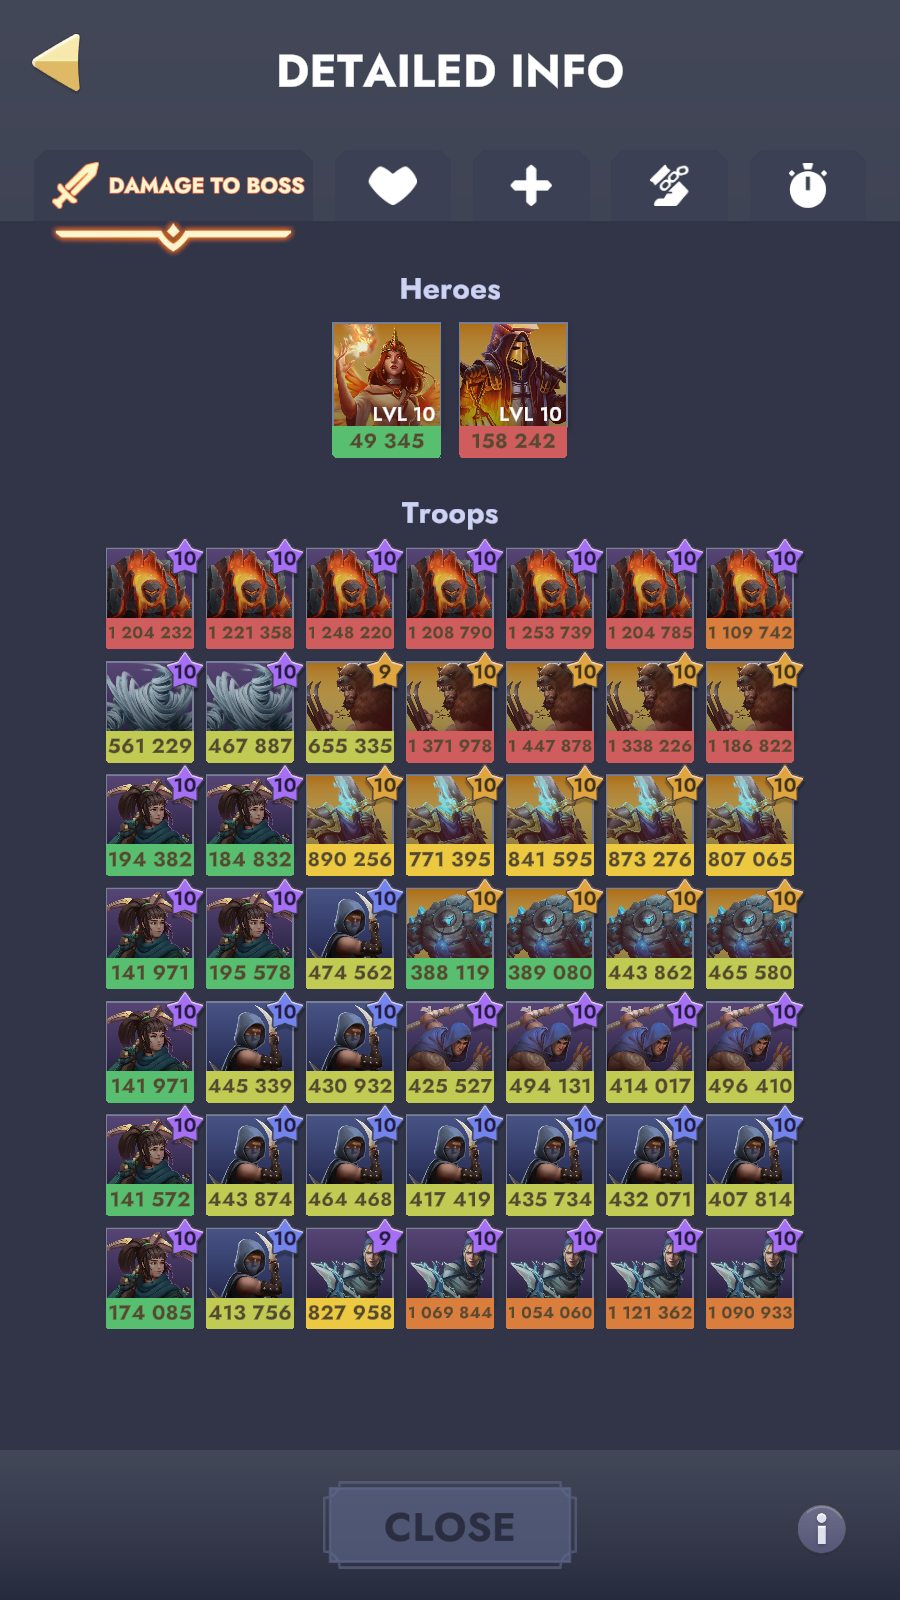 DETAILED INFO
DAMAGE TO BOSS
Heroes
LVL 10 LVL 10
49 345 158 242
Troops
10 10 10 10 10 10 10
1 204 232 1 221 358 1 248 220 1 208 790 1 253 739 1 204 785 1 109 742
10 10 9 10 10 10 10
561 229 467 887 655 335 1 371 978 1 447 878 1 338 226 1 186 822
10 10 10 10 10 10 10
194 382 184 832 890 256 771 395 841 595 873 276 807 065
10 10 10 10 10 10 10
141 971 195 578 474 562 388 119 389 080 443 862 465 580
10 10 10 10 10 10 10
141 971 445 339 430 932 425 527 494 131 414 017 496 410
10 10 10 10 10 10 10
141 572 443 874 464 468 417 419 435 734 432 071 407 814
10 10 9 10 10 10 10
174 085 413 756 827 958 1 069 844 1 054 060 1 121 362 1 090 933
CLOSE